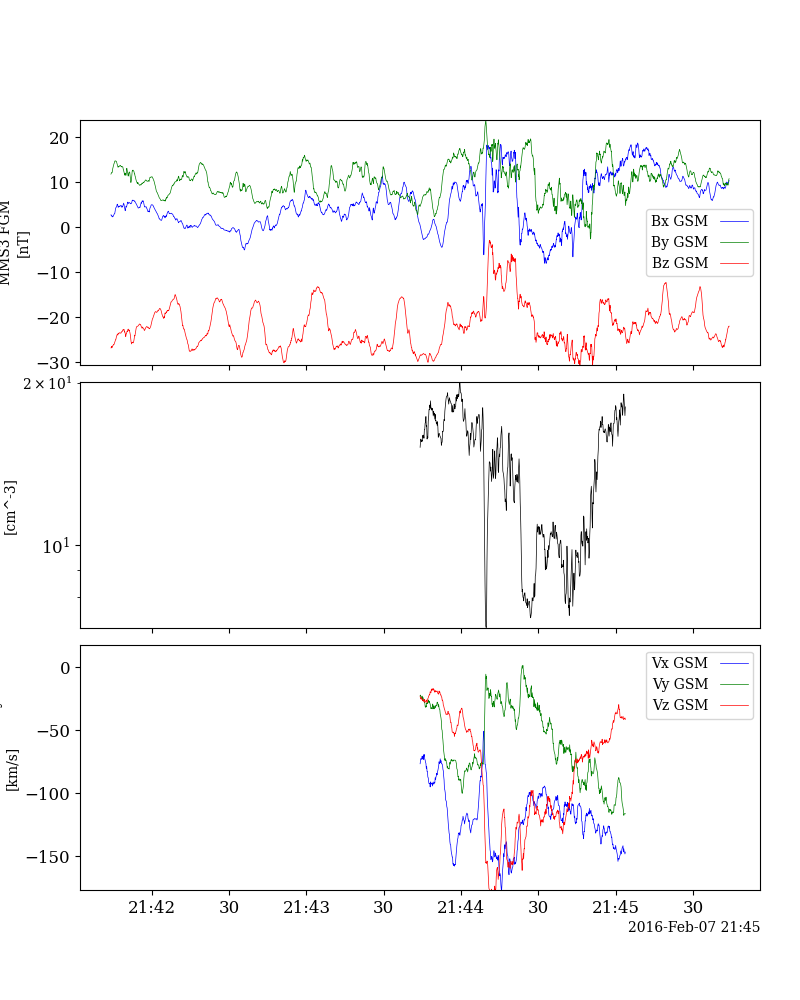 20
10
0
−10
−20
−30
MMS3 FGM
[nT]
Bx GSM
By GSM
Bz GSM
2 × 10¹
10¹
[cm^-3]
0
−50
−100
−150
[km/s]
Vx GSM
Vy GSM
Vz GSM
21:42 30 21:43 30 21:44 30 21:45 30
2016-Feb-07 21:45